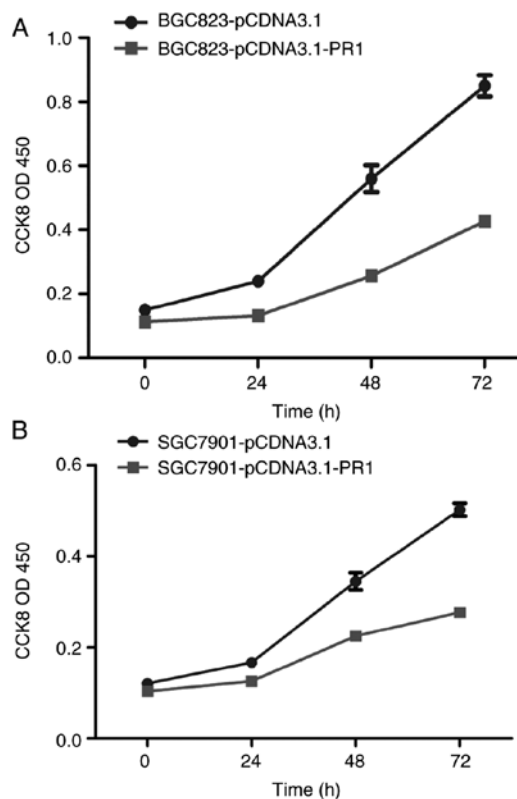 A
BGC823-pCDNA3.1
BGC823-pCDNA3.1-PR1
1.0
0.8
0.6
0.4
0.2
0.0
CCK8 OD 450
0 24 48 72
Time (h)
B
SGC7901-pCDNA3.1
SGC7901-pCDNA3.1-PR1
0.6
0.4
0.2
0.0
CCK8 OD 450
0 24 48 72
Time (h)